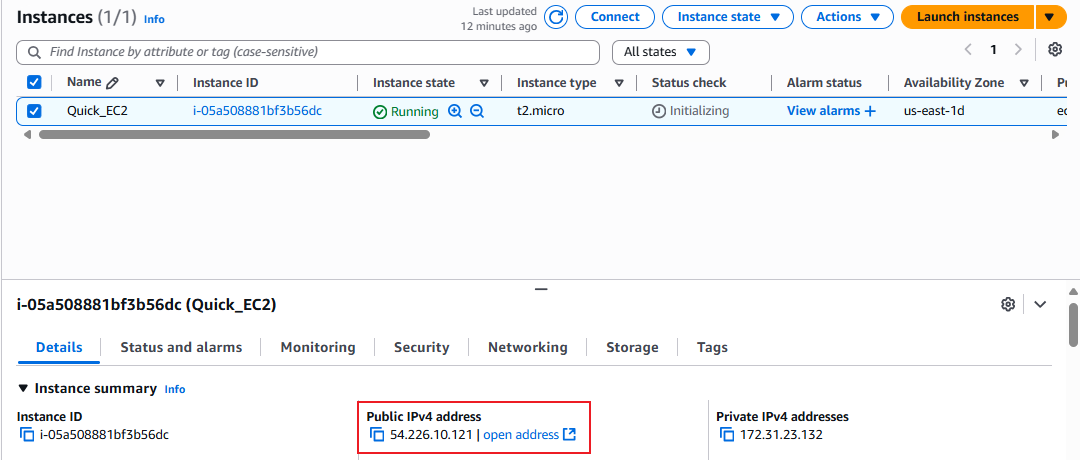 Instances (1/1) Info
Last updated
12 minutes ago
Connect
Instance state
Actions
Launch instances
Find Instance by attribute or tag (case-sensitive)
All states
1
Name Instance ID Instance state Instance type Status check Alarm status Availability Zone
Quick_EC2 i-05a508881bf3b56dc Running t2.micro Initializing View alarms + us-east-1d
i-05a508881bf3b56dc (Quick_EC2)
Details Status and alarms Monitoring Security Networking Storage Tags
Instance summary Info
Instance ID
i-05a508881bf3b56dc
Public IPv4 address
54.226.10.121 | open address
Private IPv4 addresses
172.31.23.132